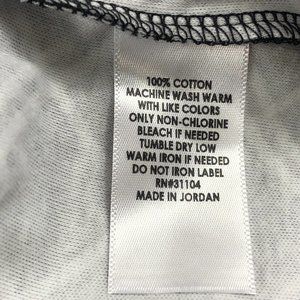 100% COTTON
MACHINE WASH WARM
WITH LIKE COLORS
ONLY NON-CHLORINE
BLEACH IF NEEDED
TUMBLE DRY LOW
WARM IRON IF NEEDED
DO NOT IRON LABEL
RN#31104
MADE IN JORDAN